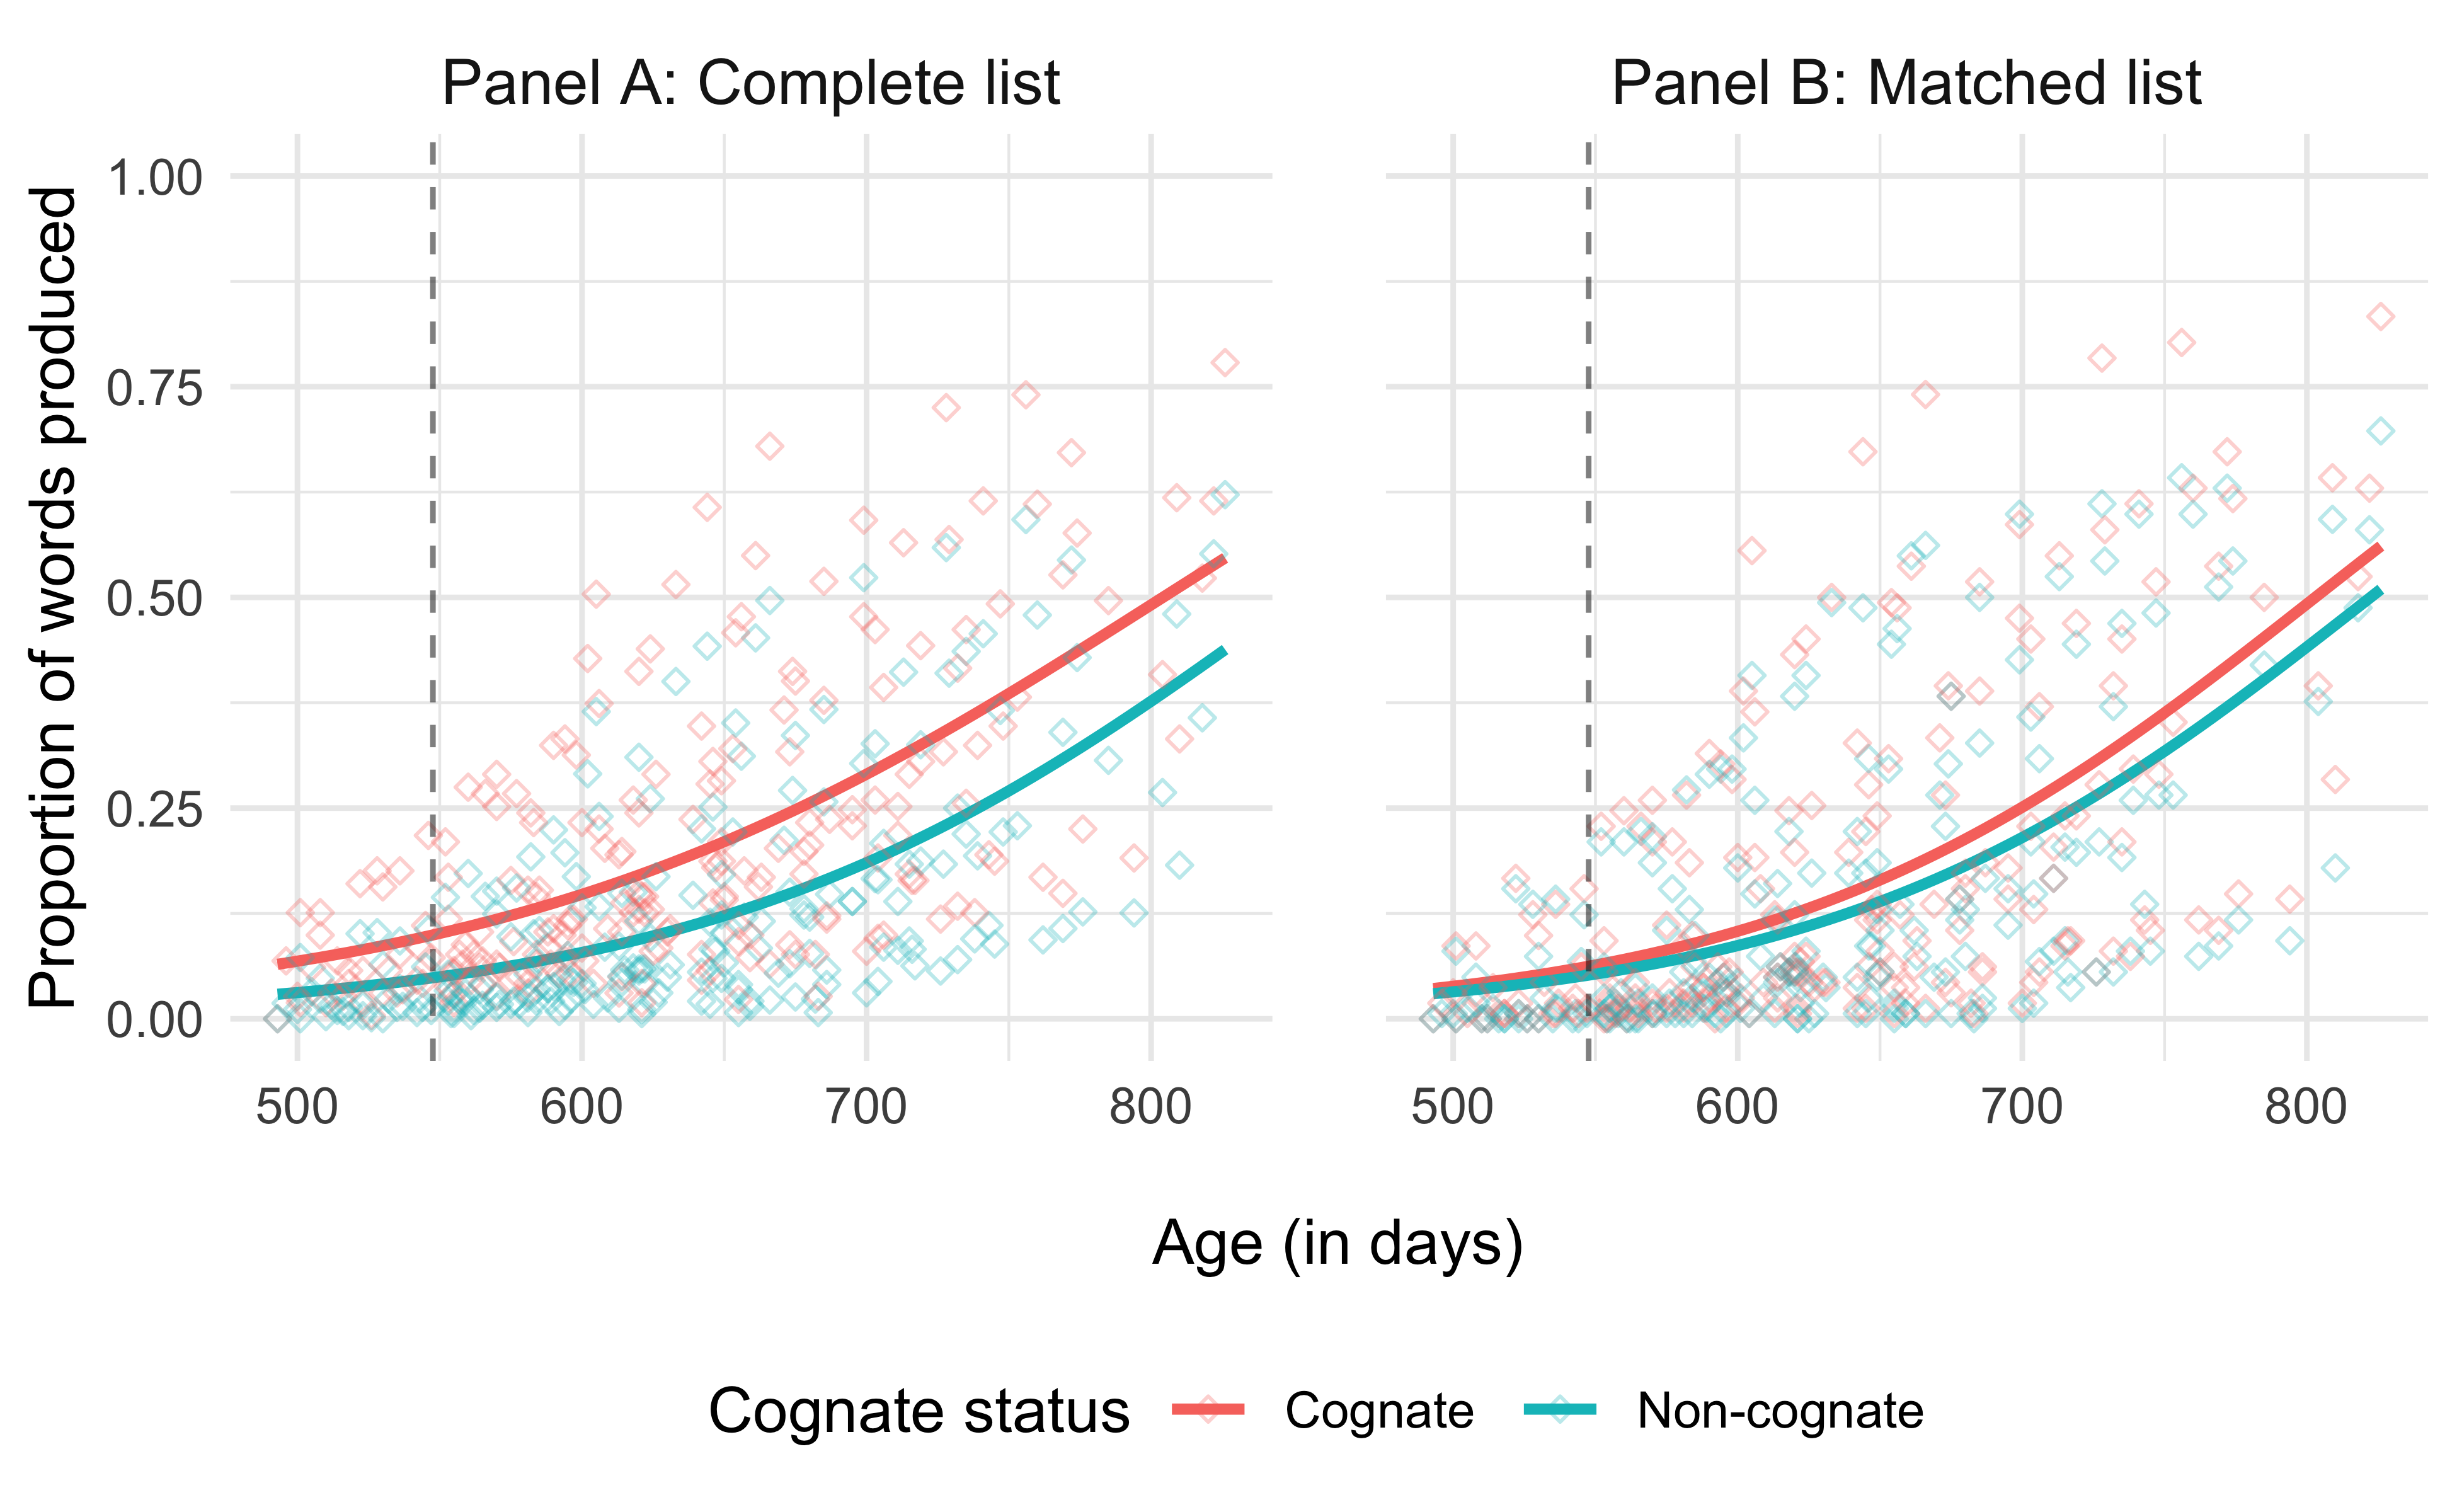 Panel A: Complete list
Panel B: Matched list
Proportion of words produced
1.00
0.75
0.50
0.25
0.00
500 600 700 800
500 600 700 800
Age (in days)
Cognate status Cognate Non-cognate